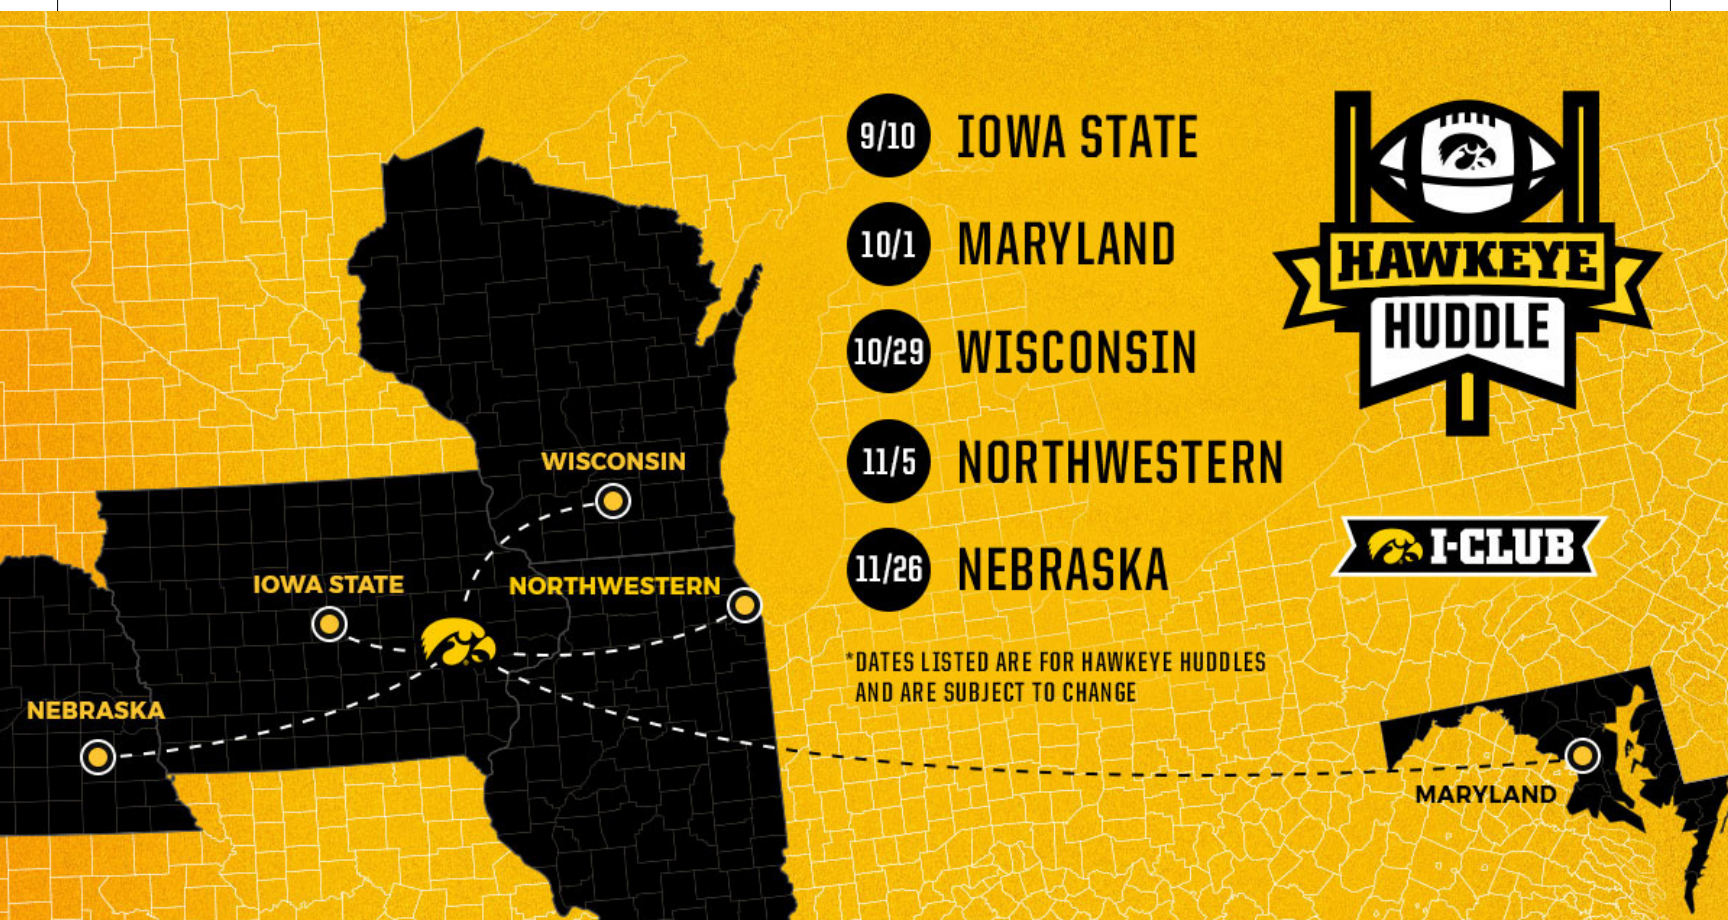 9/10 IOWA STATE
10/1 MARYLAND
10/29 WISCONSIN
11/5 NORTHWESTERN
11/26 NEBRASKA
*DATES LISTED ARE FOR HAWKEYE HUDDLES
AND ARE SUBJECT TO CHANGE
HAWKEYE
HUDDLE
I-CLUB
WISCONSIN
IOWA STATE
NORTHWESTERN
NEBRASKA
MARYLAND